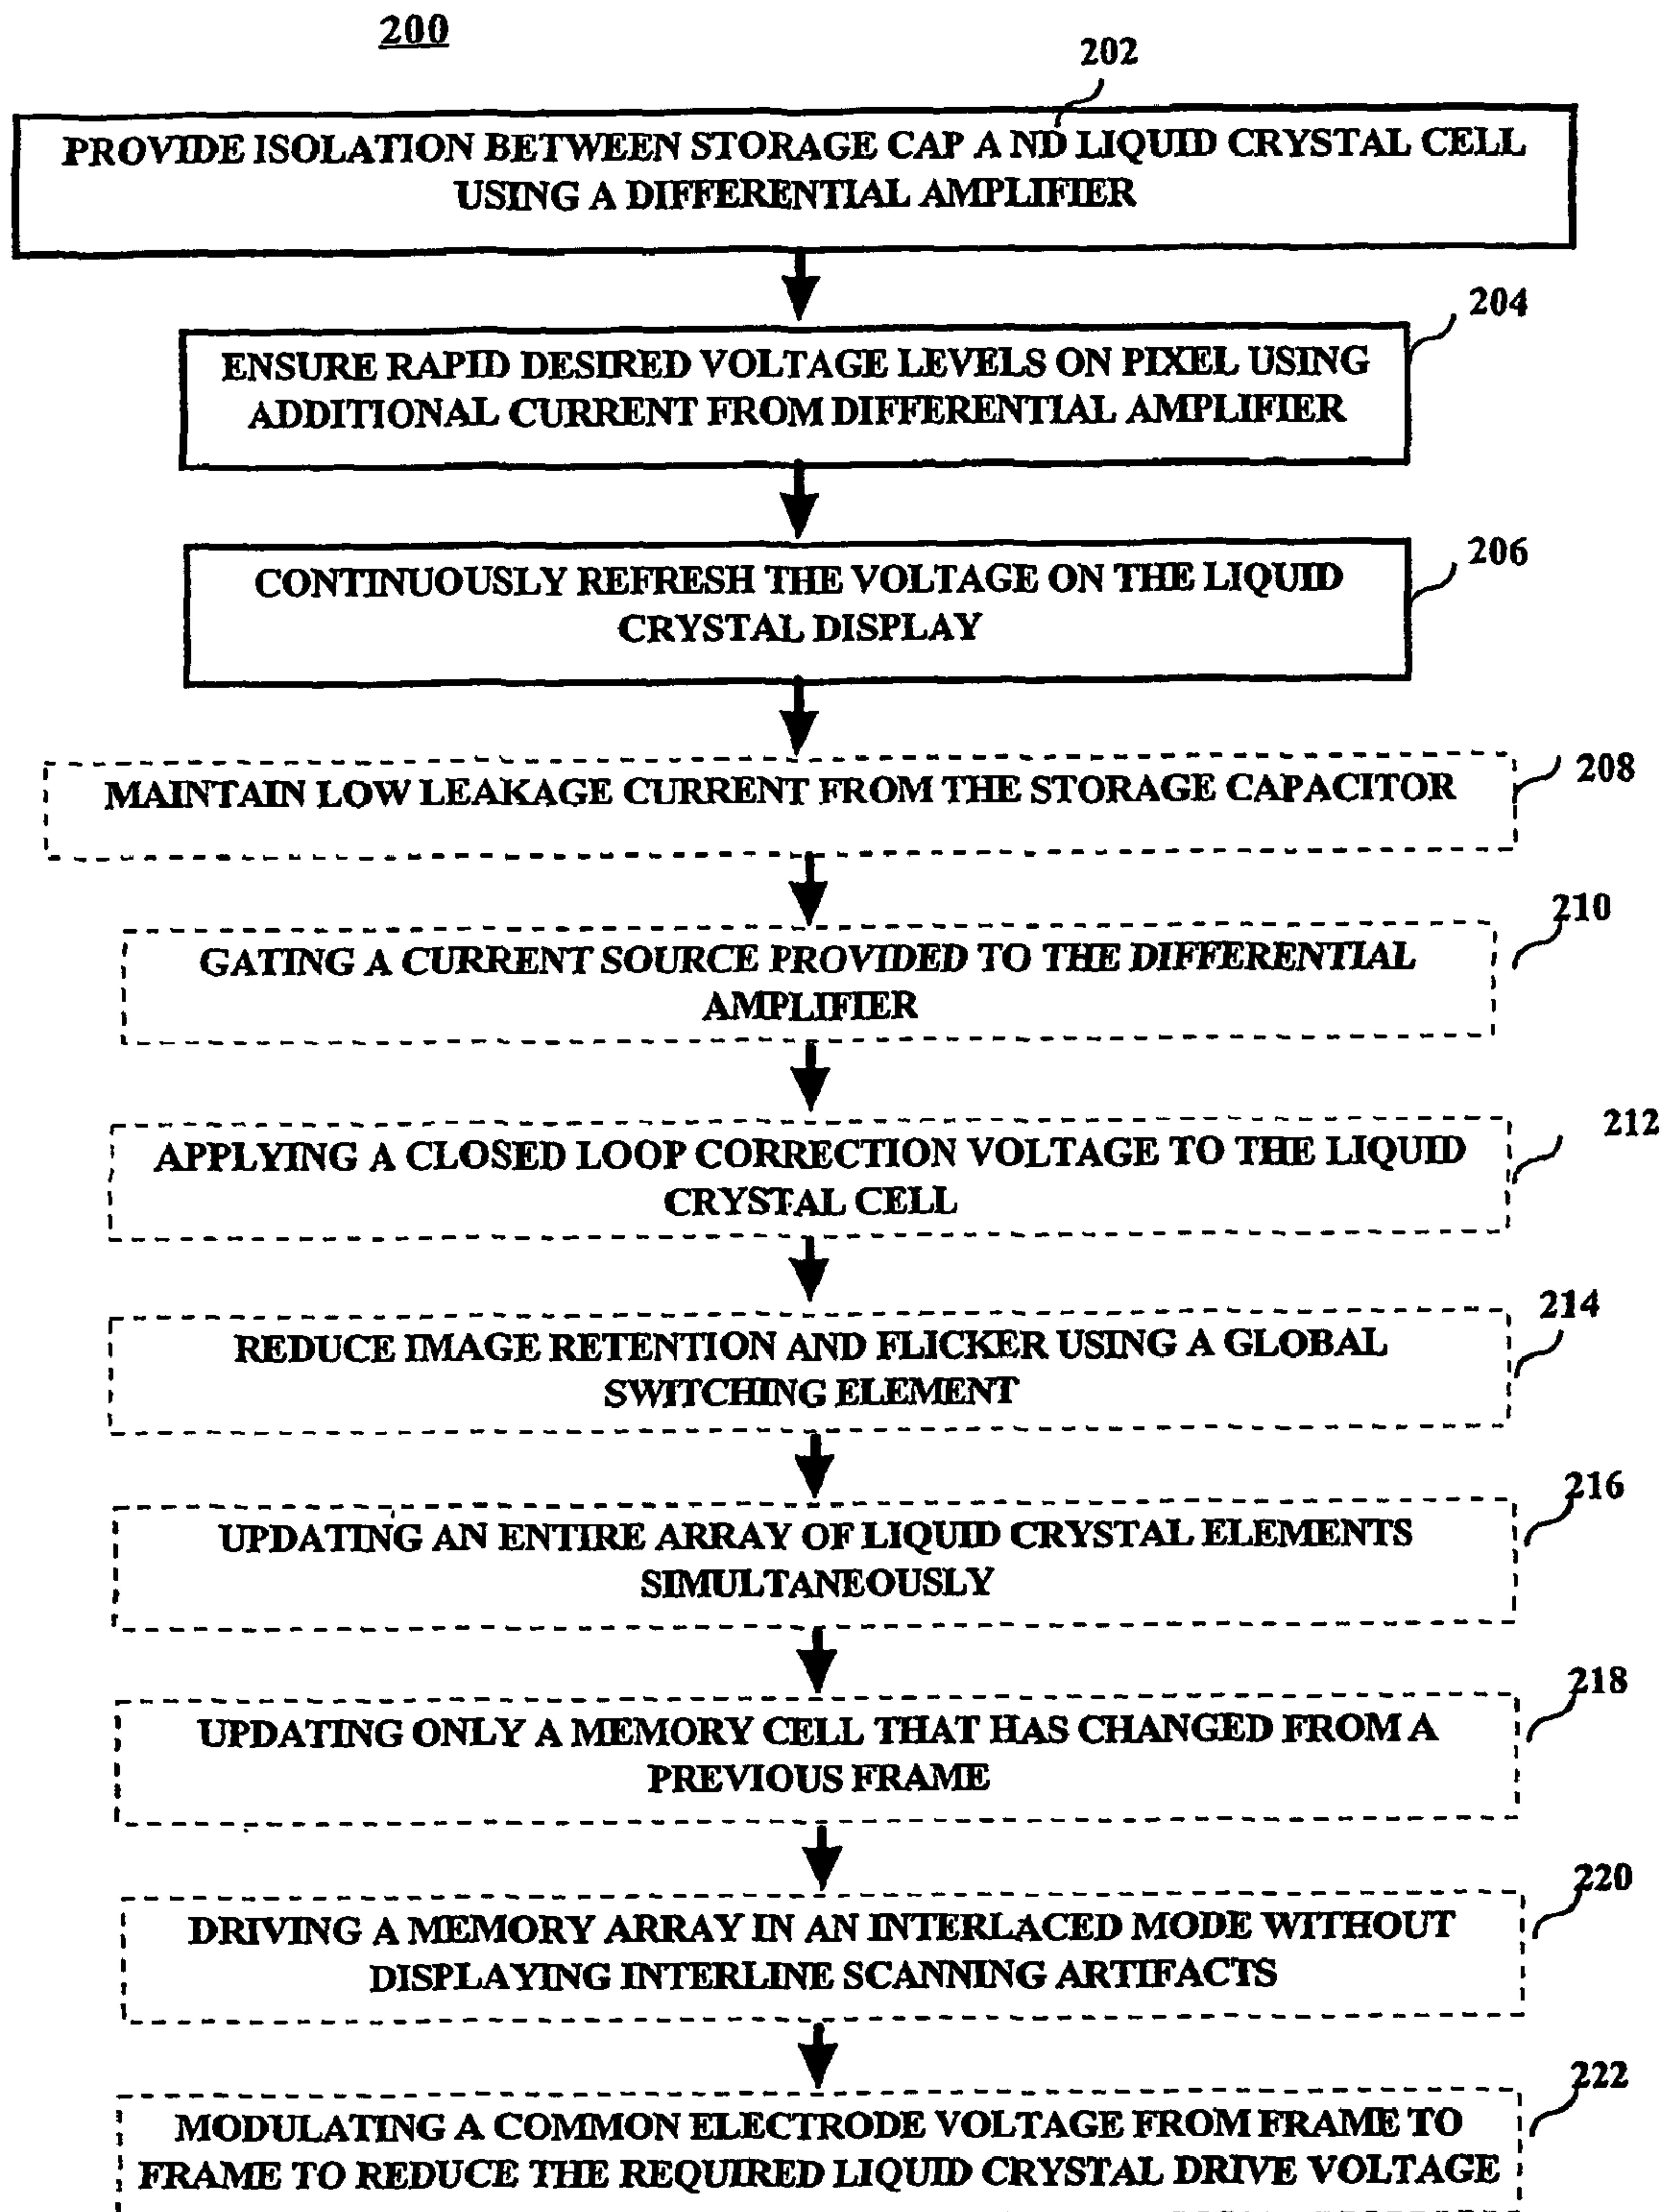 200
202
PROVIDE ISOLATION BETWEEN STORAGE CAP A ND LIQUID CRYSTAL CELL
USING A DIFFERENTIAL AMPLIFIER
204
ENSURE RAPID DESIRED VOLTAGE LEVELS ON PIXEL USING
ADDITIONAL CURRENT FROM DIFFERENTIAL AMPLIFIER
206
CONTINUOUSLY REFRESH THE VOLTAGE ON THE LIQUID
CRYSTAL DISPLAY
208
MAINTAIN LOW LEAKAGE CURRENT FROM THE STORAGE CAPACITOR
210
GATING A CURRENT SOURCE PROVIDED TO THE DIFFERENTIAL
AMPLIFIER
212
APPLYING A CLOSED LOOP CORRECTION VOLTAGE TO THE LIQUID
CRYSTAL CELL
214
REDUCE IMAGE RETENTION AND FLICKER USING A GLOBAL
SWITCHING ELEMENT
216
UPDATING AN ENTIRE ARRAY OF LIQUID CRYSTAL ELEMENTS
SIMULTANEOUSLY
218
UPDATING ONLY A MEMORY CELL THAT HAS CHANGED FROM A
PREVIOUS FRAME
220
DRIVING A MEMORY ARRAY IN AN INTERLACED MODE WITHOUT
DISPLAYING INTERLINE SCANNING ARTIFACTS
222
MODULATING A COMMON ELECTRODE VOLTAGE FROM FRAME TO
FRAME TO REDUCE THE REQUIRED LIQUID CRYSTAL DRIVE VOLTAGE